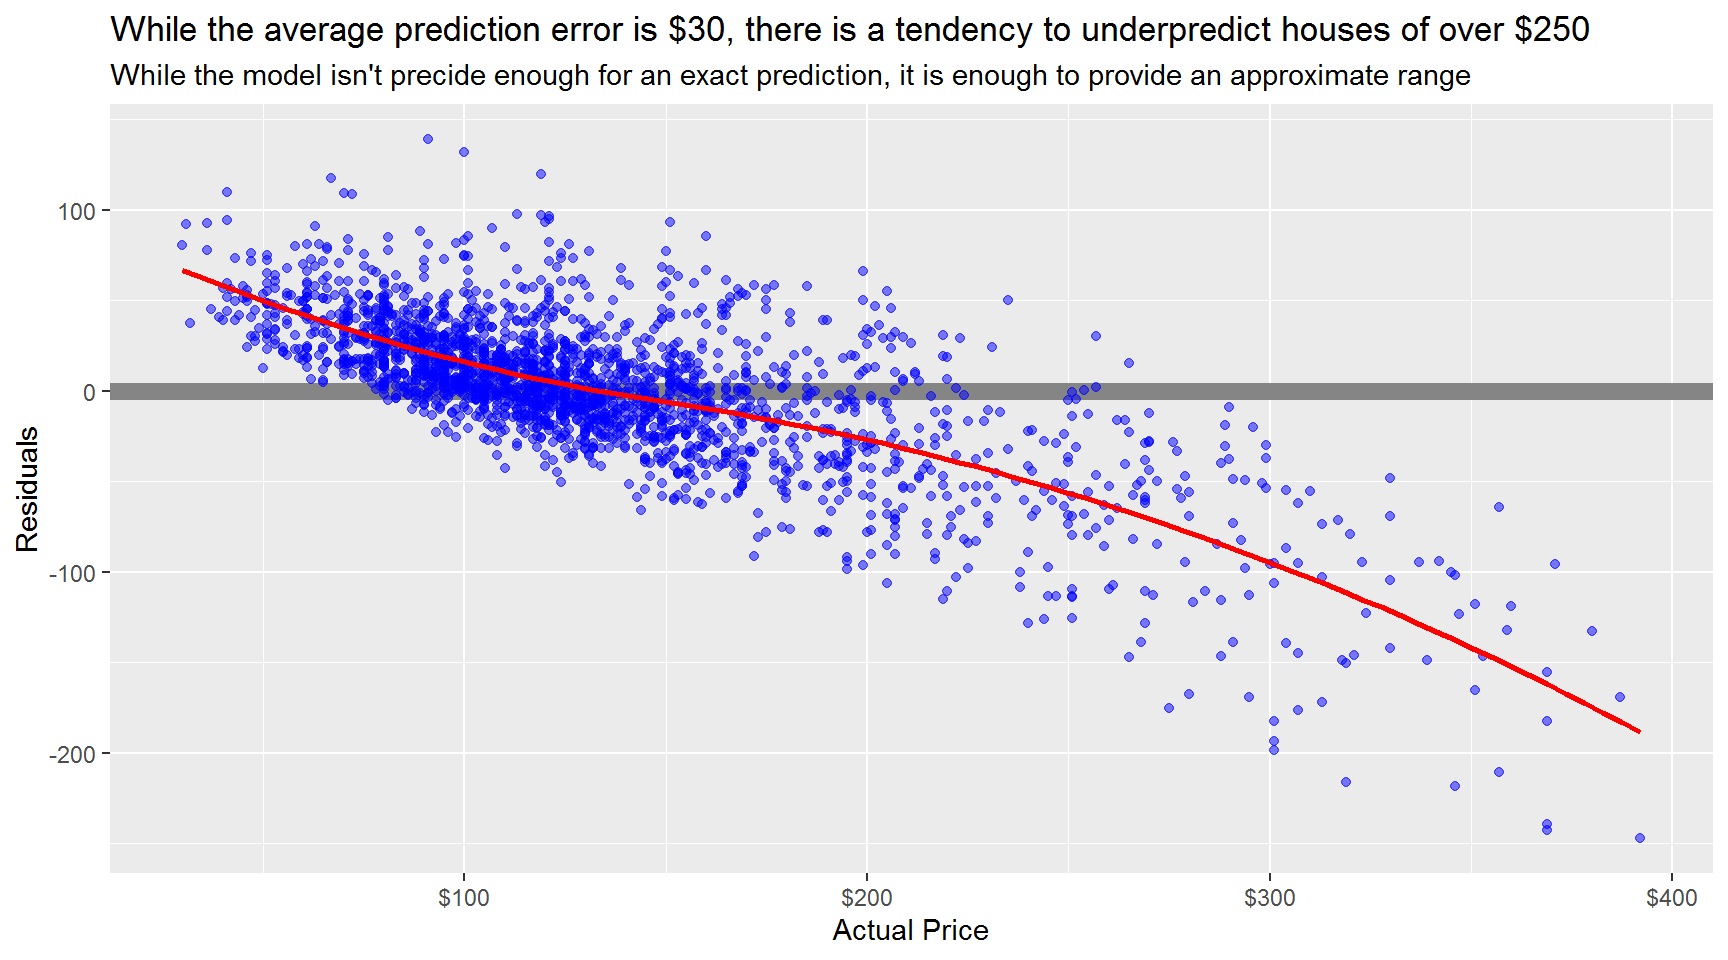 While the average prediction error is $30, there is a tendency to underpredict houses of over $250
While the model isn't precide enough for an exact prediction, it is enough to provide an approximate range
100
0
-100
-200
Residuals
$100
$200
$300
$400
Actual Price